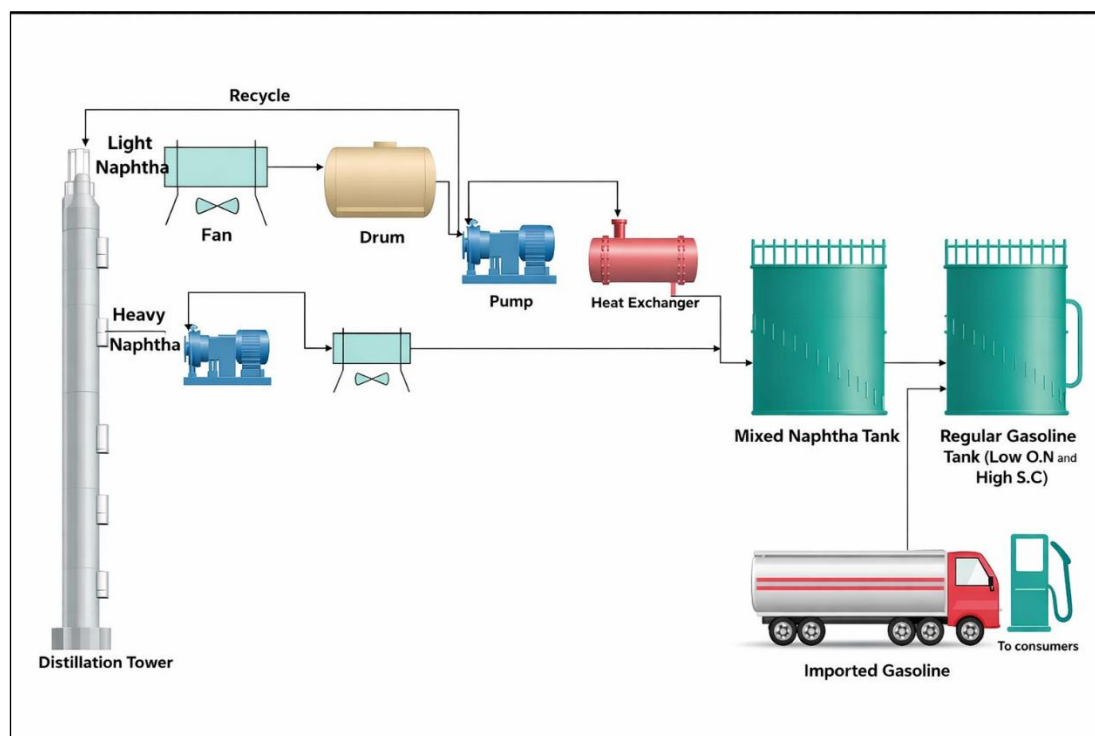 Recycle
Light
Naphtha
Fan
Drum
Pump
Heat Exchanger
Heavy
Naphtha
Mixed Naphtha Tank
Regular Gasoline
Tank (Low O.N and
High S.C)
Distillation Tower
Imported Gasoline
To consumers